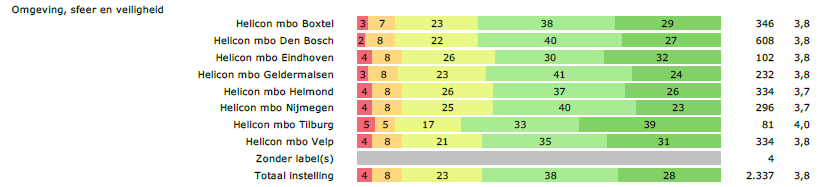 Omgeving, sfeer en veiligheid
Helicon mbo Boxtel 3 7 23 38 29 346 3,8
Helicon mbo Den Bosch 2 8 22 40 27 608 3,8
Helicon mbo Eindhoven 4 8 26 30 32 102 3,8
Helicon mbo Geldermalsen 3 8 23 41 24 232 3,8
Helicon mbo Helmond 4 8 26 37 26 334 3,7
Helicon mbo Nijmegen 4 8 25 40 23 296 3,7
Helicon mbo Tilburg 5 5 17 33 39 81 4,0
Helicon mbo Velp 4 8 21 35 31 334 3,8
Zonder label(s) 4
Totaal instelling 4 8 23 38 28 2.337 3,8